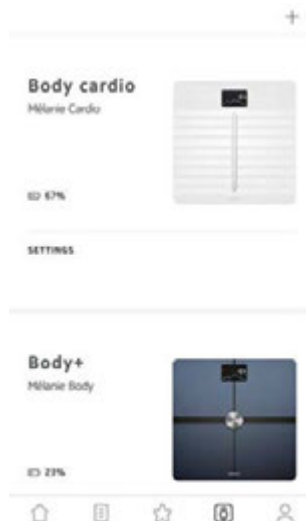 Body cardio
Mélanie Cardio
67%
SETTINGS
Body+
Mélanie Body
23%